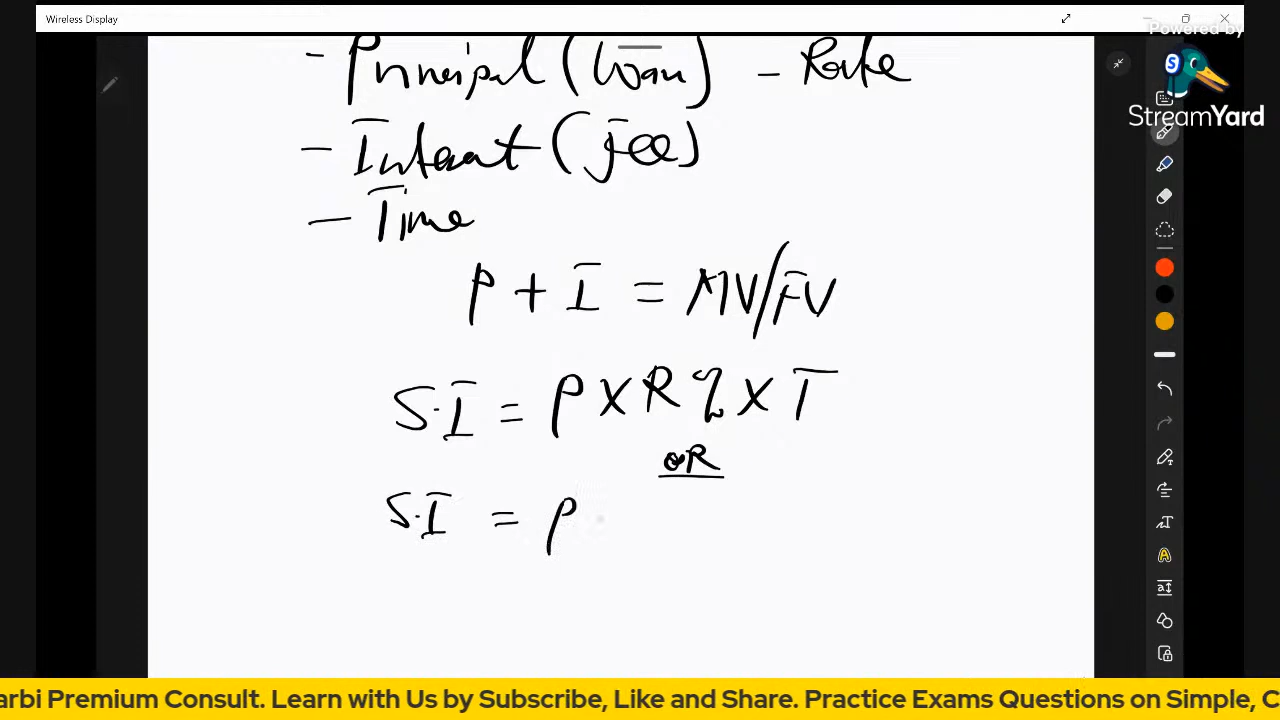 Wireless Display
Powered by
StreamYard
- Principal (Loan) - Rate
- Interest (fee)
- Time
P + I = MV/FV
S.I = P X R % X T
OR
S.I = P
arbi Premium Consult. Learn with Us by Subscribe, Like and Share. Practice Exams Questions on Simple, C